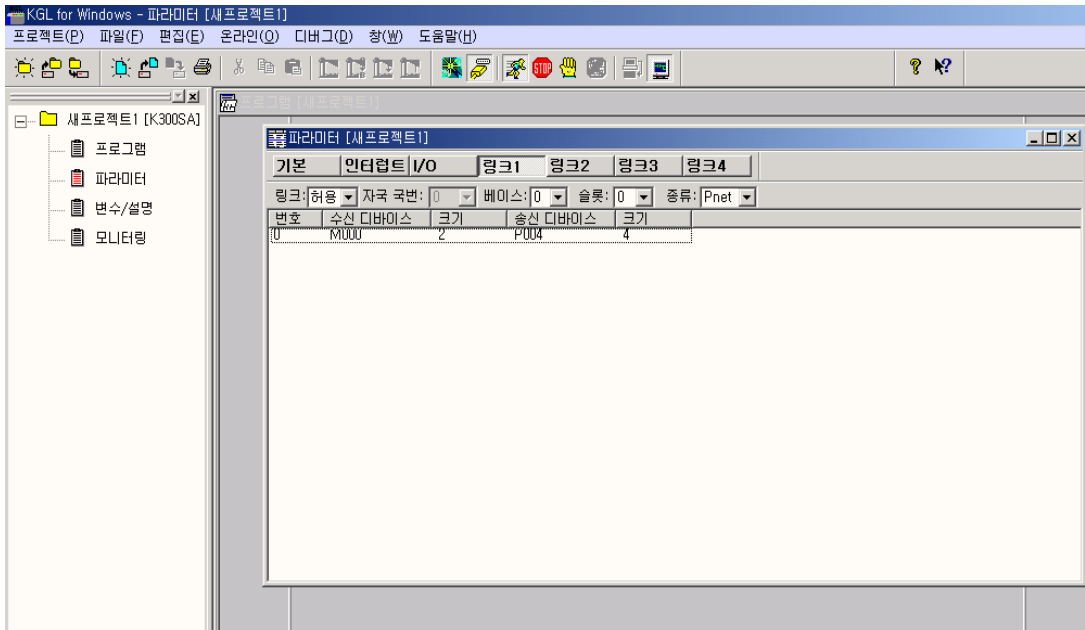 KGL for Windows - 파라미터 [새프로젝트1]
프로젝트(P) 파일(F) 편집(E) 온라인(O) 디버그(D) 창(W) 도움말(H)
STOP
프로그램 [새프로젝트1]
새프로젝트1 [K300SA]
프로그램
파라미터
변수/설명
모니터링
파라미터 [새프로젝트1]
기본 인터럽트 I/O 링크1 링크2 링크3 링크4
링크: 허용 자국 국번: 0 베이스: 0 슬롯: 0 종류: Pnet
번호 수신 디바이스 크기 송신 디바이스 크기
0 M000 2 P004 4